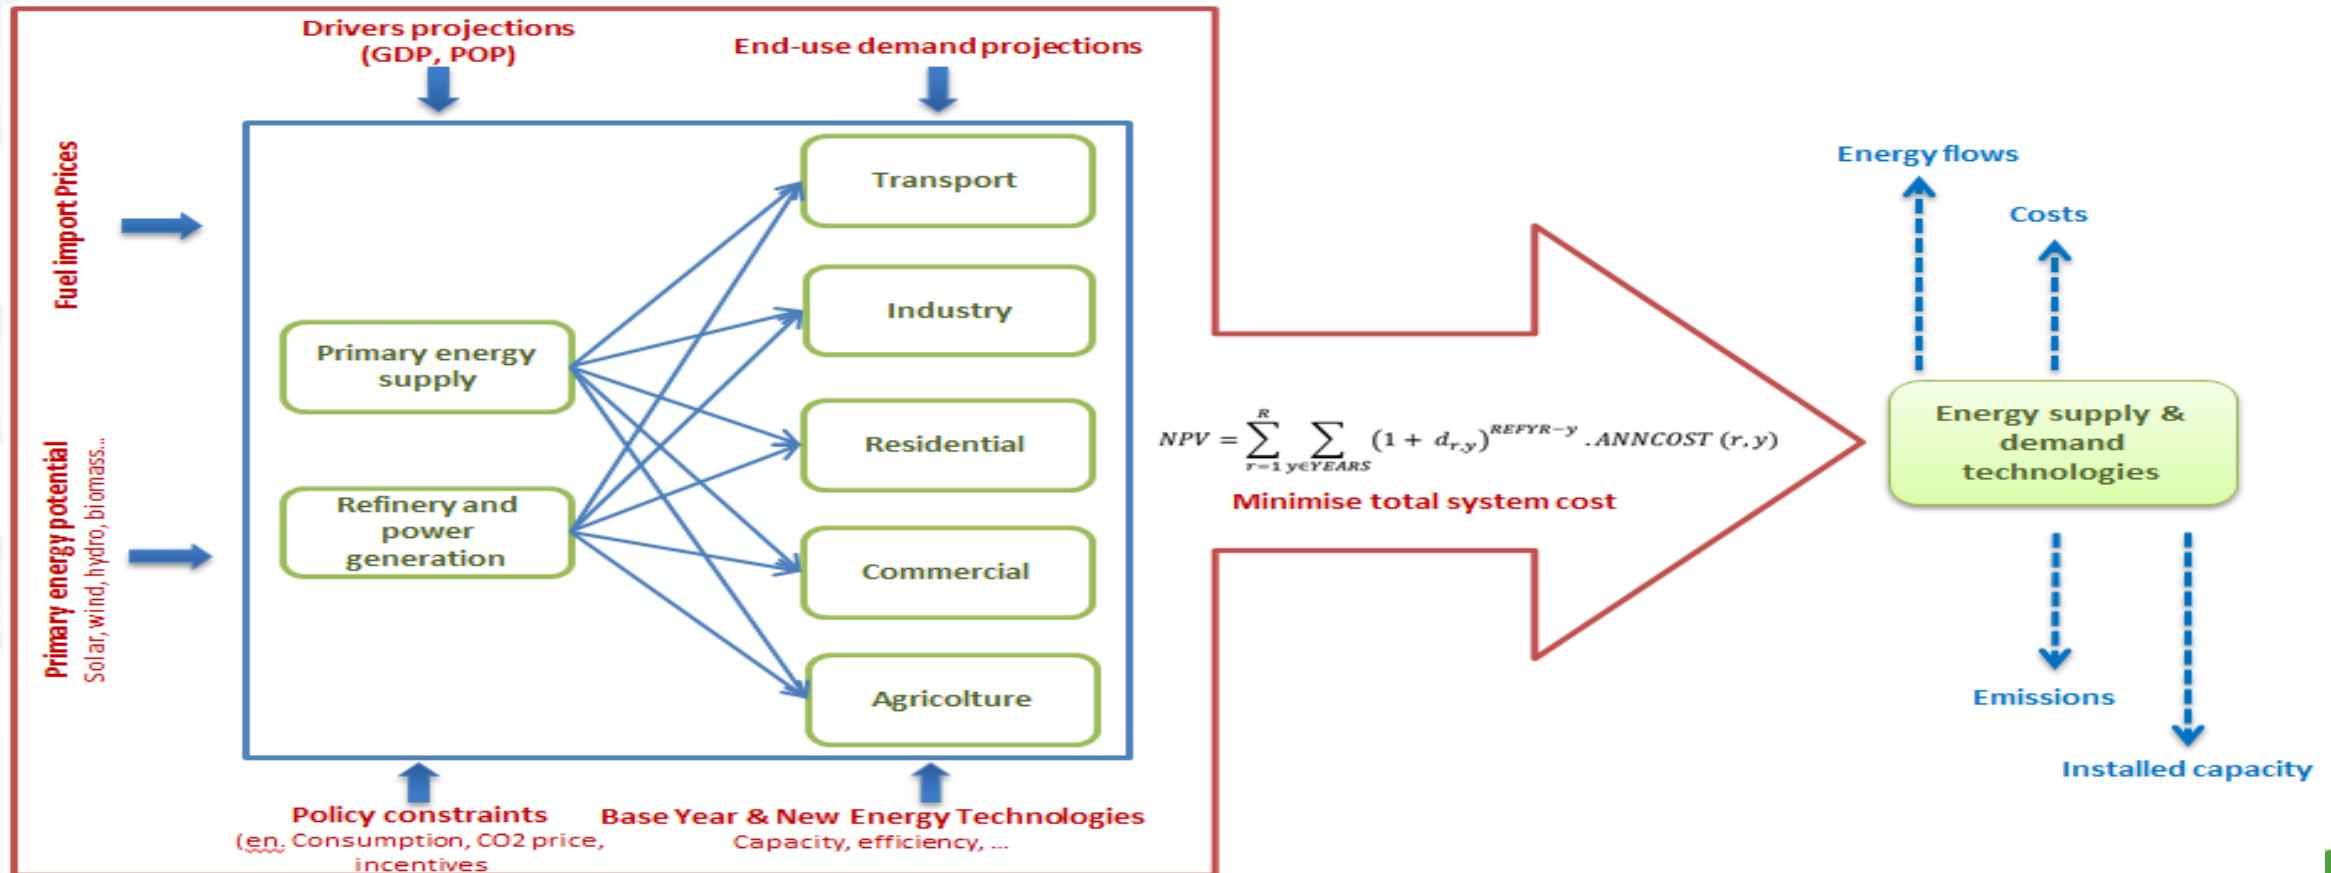 Drivers projections
(GDP, POP)
End-use demand projections
Fuel import Prices
Primary energy potential
Solar, wind, hydro, biomass...
Transport
Industry
Residential
Commercial
Agricolture
Primary energy
supply
Refinery and
power
generation
Policy constraints
(en. Consumption, CO2 price,
incentives
Base Year & New Energy Technologies
Capacity, efficiency, ...
NPV = ∑_{r=1}^{R} ∑_{y∈YEARS} (1 + d_{r,y})^{REFYR−y} . ANNCOST (r, y)
Minimise total system cost
Energy flows
Costs
Energy supply &
demand
technologies
Emissions
Installed capacity